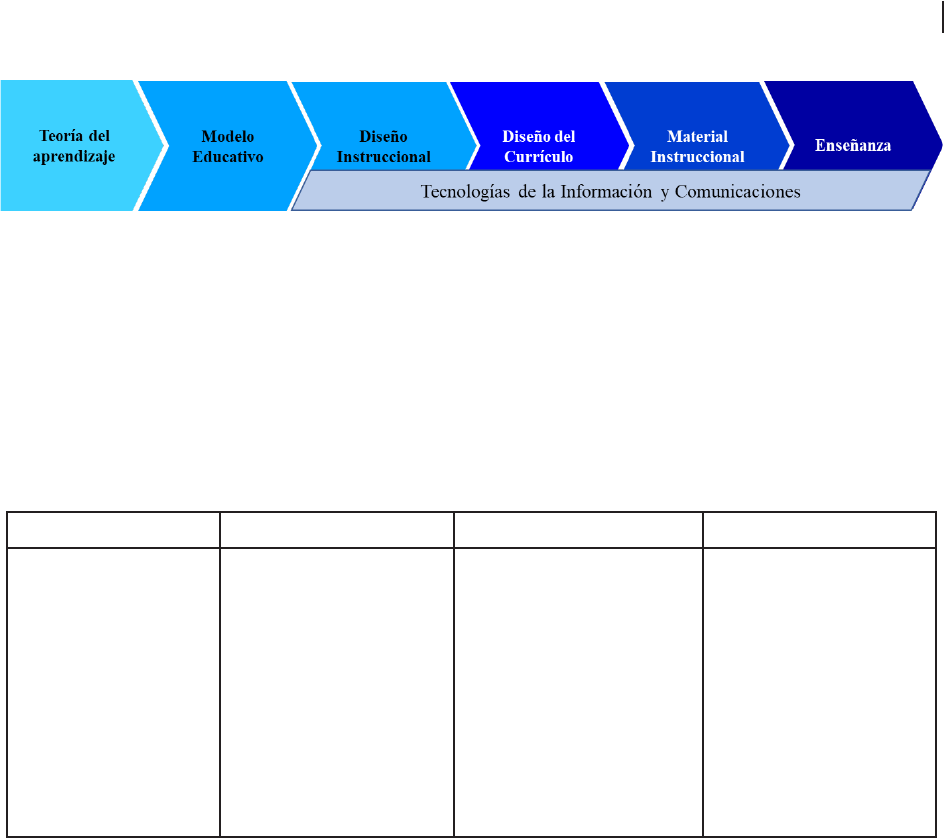 Teoría del
aprendizaje
Modelo
Educativo
Diseño
Instruccional
Diseño del
Currículo
Material
Instruccional
Enseñanza
Tecnologías de la Información y Comunicaciones